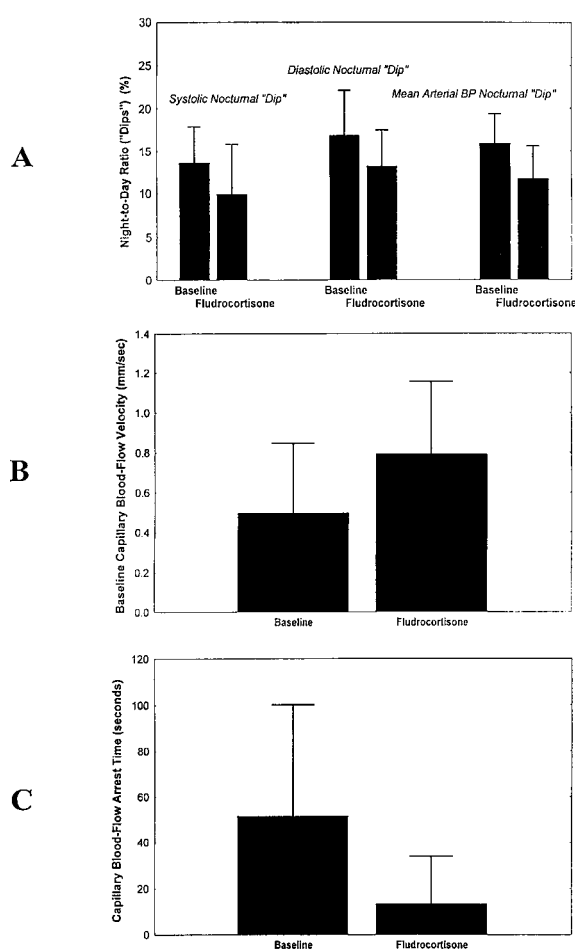 A
Night-to-Day Ratio ("Dips") (%)
30
25
20
15
10
5
0
Systolic Nocturnal "Dip"
Diastolic Nocturnal "Dip"
Mean Arterial BP Nocturnal "Dip"
Baseline
Fludrocortisone
Baseline
Fludrocortisone
Baseline
Fludrocortisone
B
Baseline Capillary Blood-Flow Velocity (mm/sec)
1.4
1.2
1.0
0.8
0.6
0.4
0.2
0.0
Baseline
Fludrocortisone
C
Capillary Blood-Flow Arrest Time (seconds)
120
100
80
60
40
20
0
Baseline
Fludrocortisone